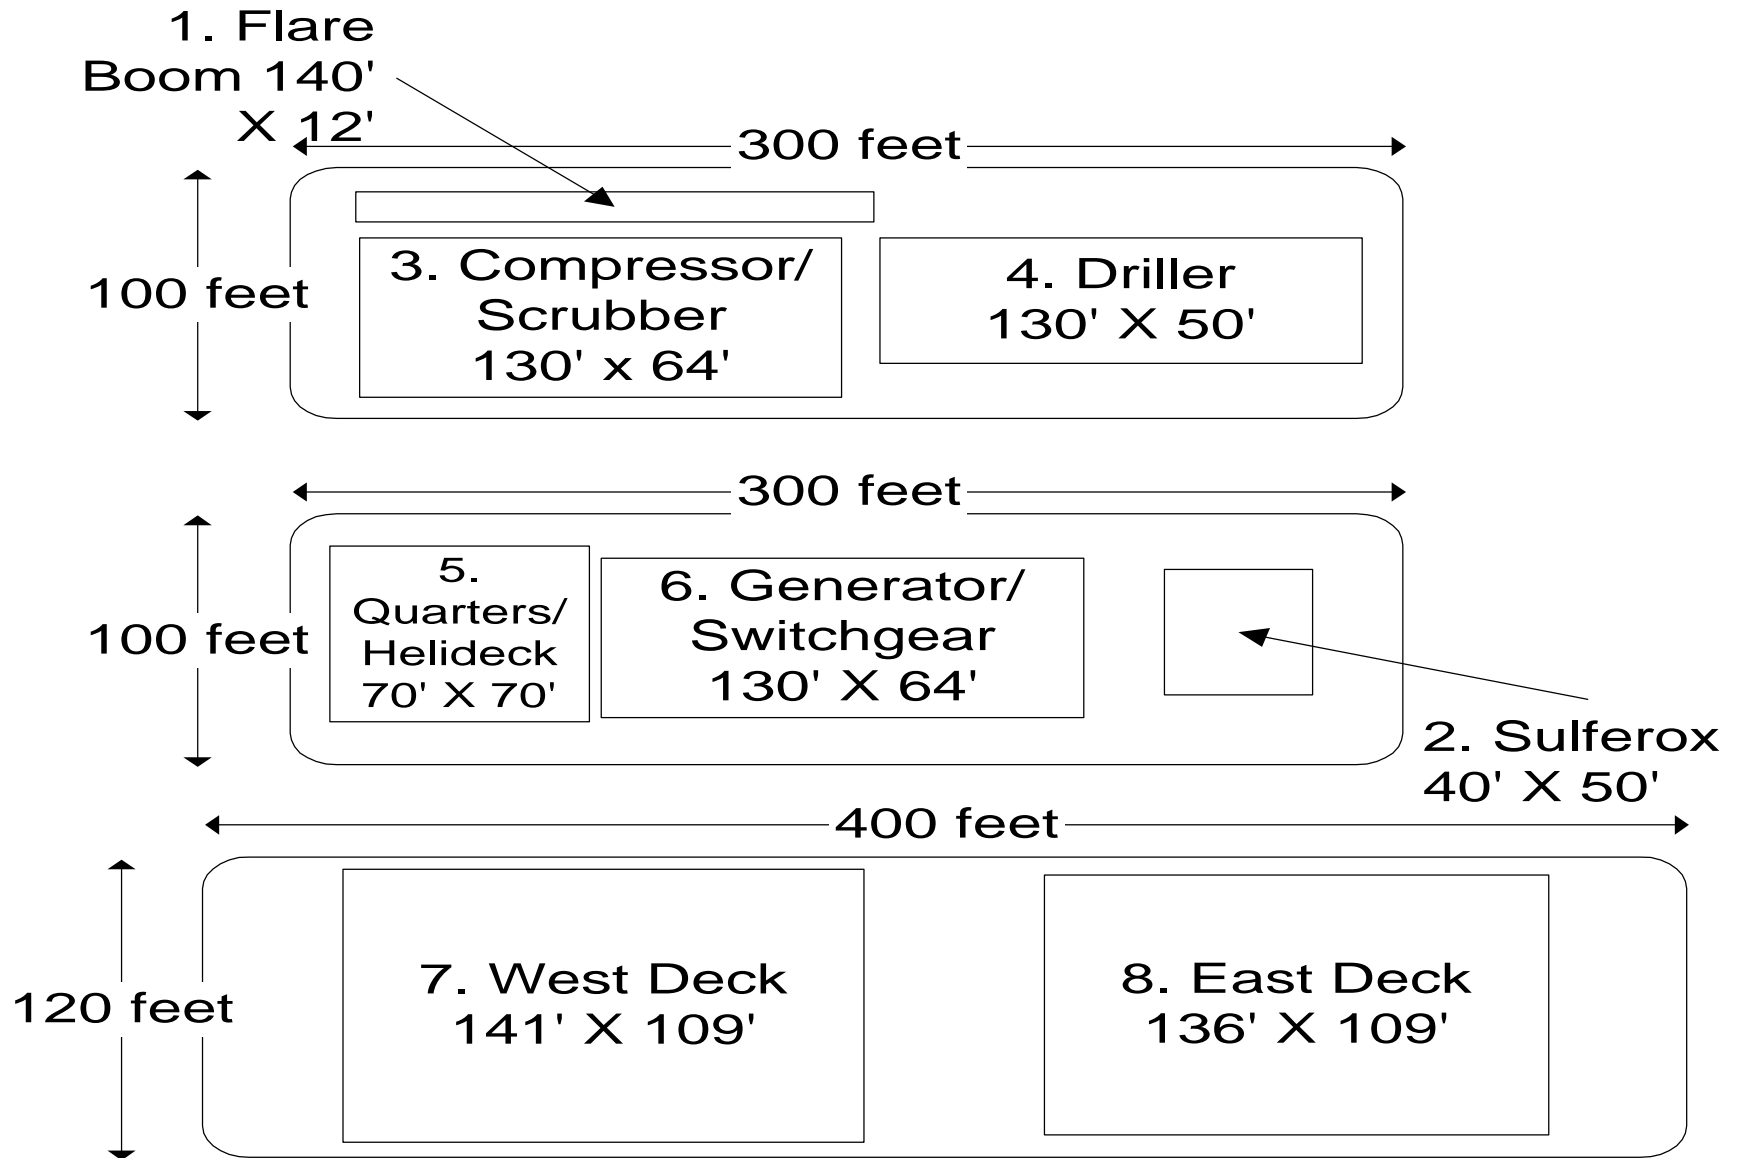 1. Flare
Boom 140'
X 12'
300 feet
100 feet
3. Compressor/
Scrubber
130' x 64'
4. Driller
130' X 50'
300 feet
100 feet
5.
Quarters/
Helideck
70' X 70'
6. Generator/
Switchgear
130' X 64'
2. Sulferox
40' X 50'
400 feet
120 feet
7. West Deck
141' X 109'
8. East Deck
136' X 109'